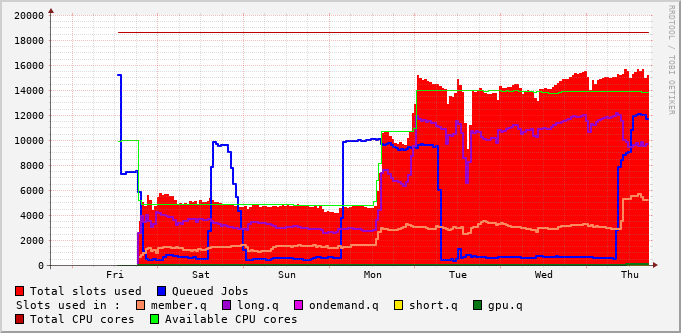 20000
18000
16000
14000
12000
10000
8000
6000
4000
2000
0
Fri Sat Sun Mon Tue Wed Thu
RRDTOOL / TOBI OETIKER
Total slots used Queued Jobs
Slots used in : member.q long.q ondemand.q short.q gpu.q
Total CPU cores Available CPU cores